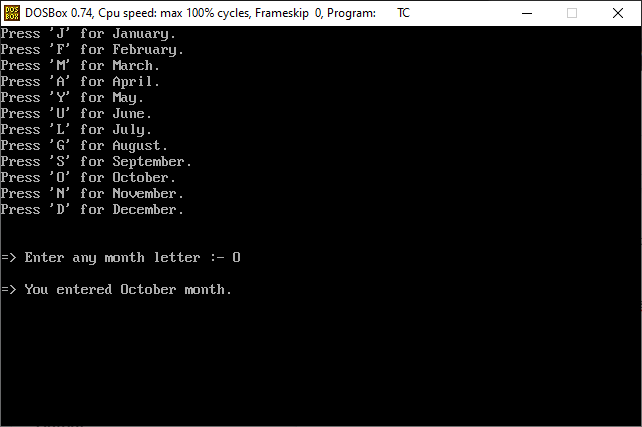 DOS BOX DOSBox 0.74, Cpu speed: max 100% cycles, Frameskip 0, Program: TC
Press 'J' for January.
Press 'F' for February.
Press 'M' for March.
Press 'A' for April.
Press 'Y' for May.
Press 'U' for June.
Press 'L' for July.
Press 'G' for August.
Press 'S' for September.
Press 'O' for October.
Press 'N' for November.
Press 'D' for December.
=> Enter any month letter :- O
=> You entered October month.